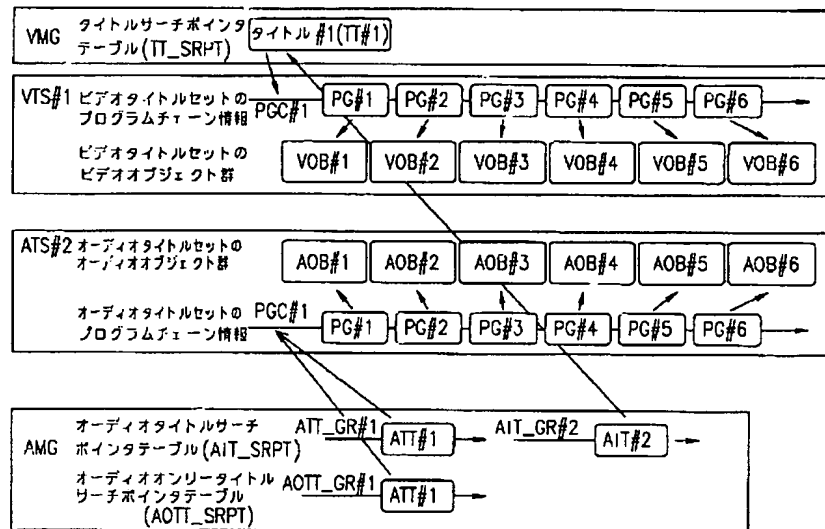 VMG タイトルサーチポインタ
テーブル(TT_SRPT)
タイトル #1(TT#1)
VTS#1 ビデオタイトルセットの
プログラムチェーン情報
PGC#1
PG#1 PG#2 PG#3 PG#4 PG#5 PG#6
ビデオタイトルセットの
ビデオオブジェクト群
VOB#1 VOB#2 VOB#3 VOB#4 VOB#5 VOB#6
ATS#2 オーディオタイトルセットの
オーディオオブジェクト群
AOB#1 AOB#2 AOB#3 AOB#4 AOB#5 AOB#6
オーディオタイトルセットの
プログラムチェーン情報
PGC#1
PG#1 PG#2 PG#3 PG#4 PG#5 PG#6
AMG オーディオタイトルサーチ
ポインタテーブル(AIT_SRPT)
ATT_GR#1 ATT#1 AIT_GR#2 AIT#2
オーディオオンリータイトル
サーチポインタテーブル
(AOTT_SRPT)
AOTT_GR#1 ATT#1